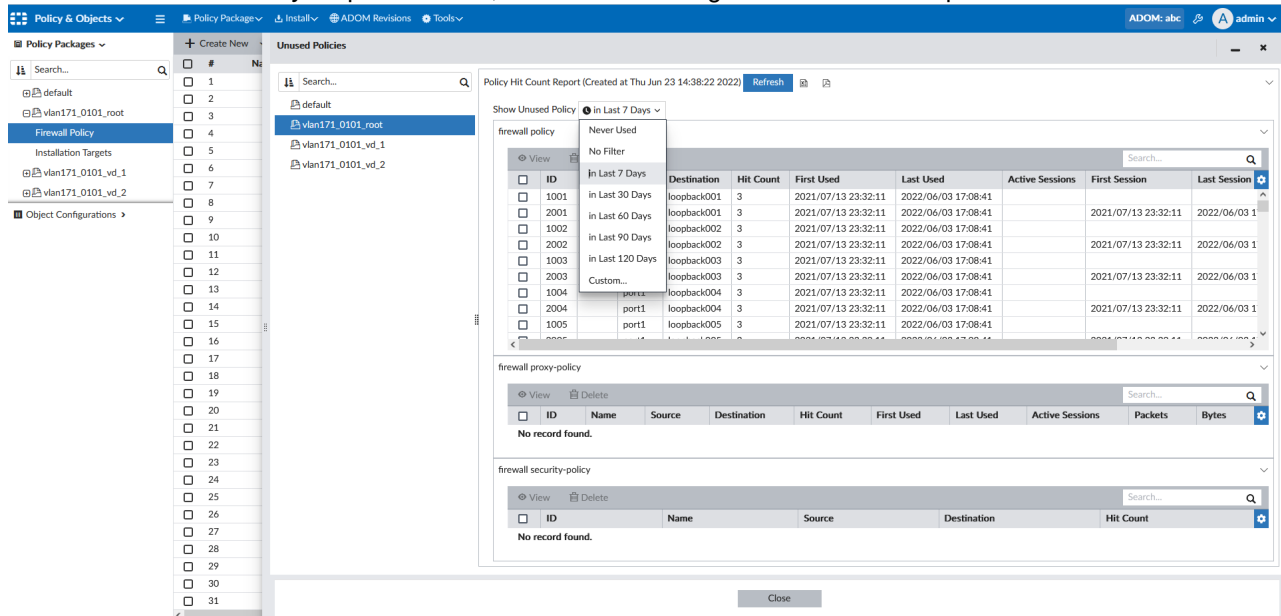 Policy & Objects
Policy Package
Install
ADOM Revisions
Tools
ADOM: abc
A
admin
Policy Packages
Search...
default
vlan171_0101_root
Firewall Policy
Installation Targets
vlan171_0101_vd_1
vlan171_0101_vd_2
Object Configurations
+ Create New
#
1
2
3
4
5
6
7
8
9
10
11
12
13
14
15
16
17
18
19
20
21
22
23
24
25
26
27
28
29
30
31
Unused Policies
Search...
default
vlan171_0101_root
vlan171_0101_vd_1
vlan171_0101_vd_2
Policy Hit Count Report (Created at Thu Jun 23 14:38:22 2022) Refresh
Show Unused Policy in Last 7 Days
Never Used
No Filter
in Last 7 Days
in Last 30 Days
in Last 60 Days
in Last 90 Days
in Last 120 Days
Custom...
firewall policy
View Search...
ID Destination Hit Count First Used Last Used Active Sessions First Session Last Session
1001 loopback001 3 2021/07/13 23:32:11 2022/06/03 17:08:41
2001 loopback001 3 2021/07/13 23:32:11 2022/06/03 17:08:41 2021/07/13 23:32:11 2022/06/03 1
1002 loopback002 3 2021/07/13 23:32:11 2022/06/03 17:08:41
2002 loopback002 3 2021/07/13 23:32:11 2022/06/03 17:08:41 2021/07/13 23:32:11 2022/06/03 1
1003 loopback003 3 2021/07/13 23:32:11 2022/06/03 17:08:41
2003 loopback003 3 2021/07/13 23:32:11 2022/06/03 17:08:41 2021/07/13 23:32:11 2022/06/03 1
1004 port1 loopback004 3 2021/07/13 23:32:11 2022/06/03 17:08:41
2004 port1 loopback004 3 2021/07/13 23:32:11 2022/06/03 17:08:41 2021/07/13 23:32:11 2022/06/03 1
1005 port1 loopback005 3 2021/07/13 23:32:11 2022/06/03 17:08:41
firewall proxy-policy
View Delete Search...
ID Name Source Destination Hit Count First Used Last Used Active Sessions Packets Bytes
No record found.
firewall security-policy
View Delete Search...
ID Name Source Destination Hit Count
No record found.
Close